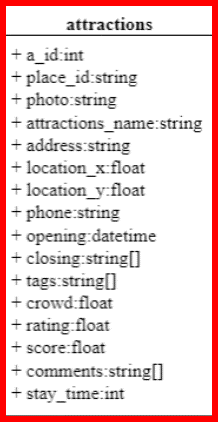 attractions
+ a_id:int
+ place_id:string
+ photo:string
+ attractions_name:string
+ address:string
+ location_x:float
+ location_y:float
+ phone:string
+ opening:datetime
+ closing:string[]
+ tags:string[]
+ crowd:float
+ rating:float
+ score:float
+ comments:string[]
+ stay_time:int